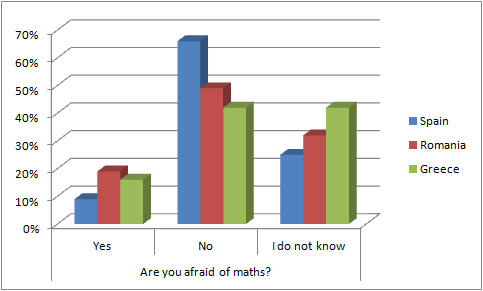 70%
60%
50%
40%
30%
20%
10%
0%
Spain
Romania
Greece
Yes
No
I do not know
Are you afraid of maths?